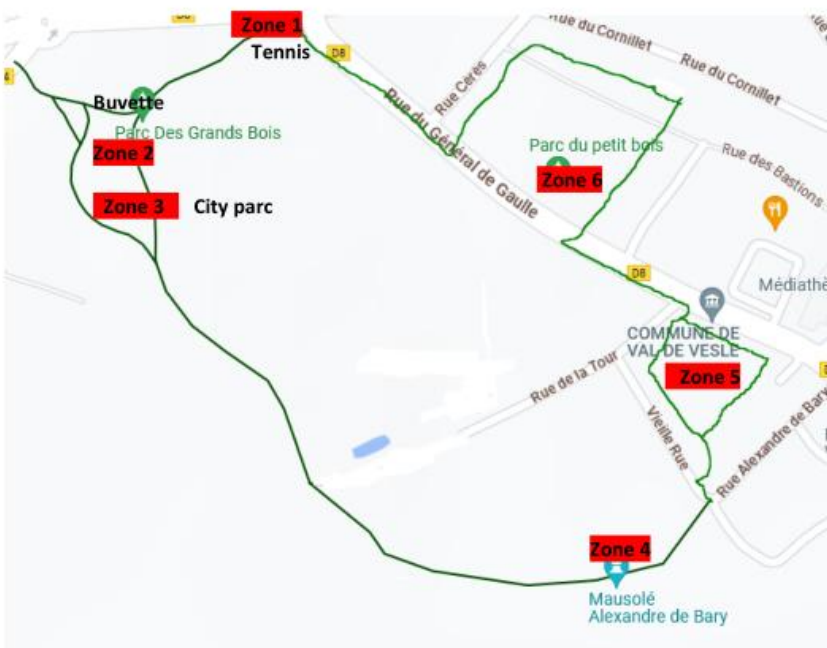 D8
Zone 1
Tennis
D8
Rue du Cornillet
Rue du Cornillet
Rue Cérès
Buvette
Parc Des Grands Bois
Rue du Général de Gaulle
Parc du petit bois
Zone 2
Rue des Bastions
Zone 6
Zone 3
City parc
D8
Médiathè
COMMUNE DE
VAL DE VESLE
Zone 5
Rue de la Tour
Vieille Rue
Rue Alexandre de Bary
Zone 4
Mausolé
Alexandre de Bary